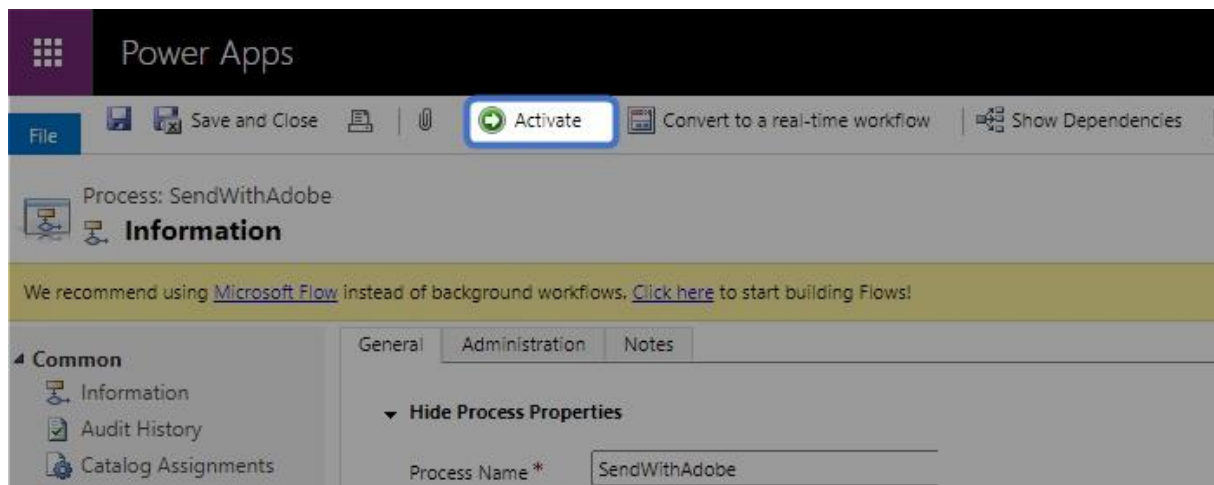 Power Apps
File Save and Close Activate Convert to a real-time workflow Show Dependencies
Process: SendWithAdobe
Information
We recommend using Microsoft Flow instead of background workflows. Click here to start building Flows!
General Administration Notes
Common
Information
Hide Process Properties
Audit History
Catalog Assignments
Process Name * SendWithAdobe